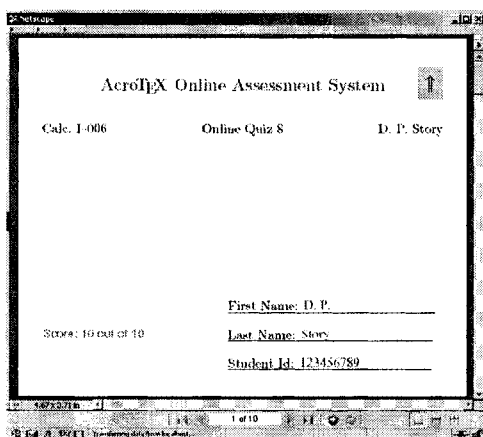 Netscape
AcroTEX Online Assessment System ⇑
Calc. I-006 Online Quiz 8 D. P. Story
First Name: D. P.
Score: 10 out of 10 Last Name: Story
Student Id: 123456789
1 of 10